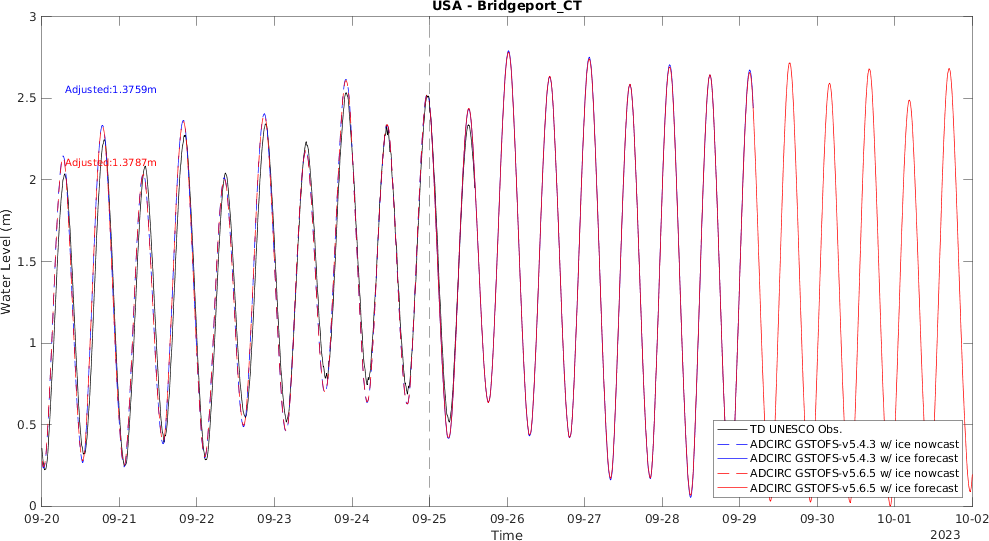 USA - Bridgeport_CT
3
2.5
2
1.5
1
0.5
0
Water Level (m)
Adjusted:1.3759m
Adjusted:1.3787m
TD UNESCO Obs.
ADCIRC GSTOFS-v5.4.3 w/ ice nowcast
ADCIRC GSTOFS-v5.4.3 w/ ice forecast
ADCIRC GSTOFS-v5.6.5 w/ ice nowcast
ADCIRC GSTOFS-v5.6.5 w/ ice forecast
09-20 09-21 09-22 09-23 09-24 09-25 09-26 09-27 09-28 09-29 09-30 10-01 10-02
Time
2023